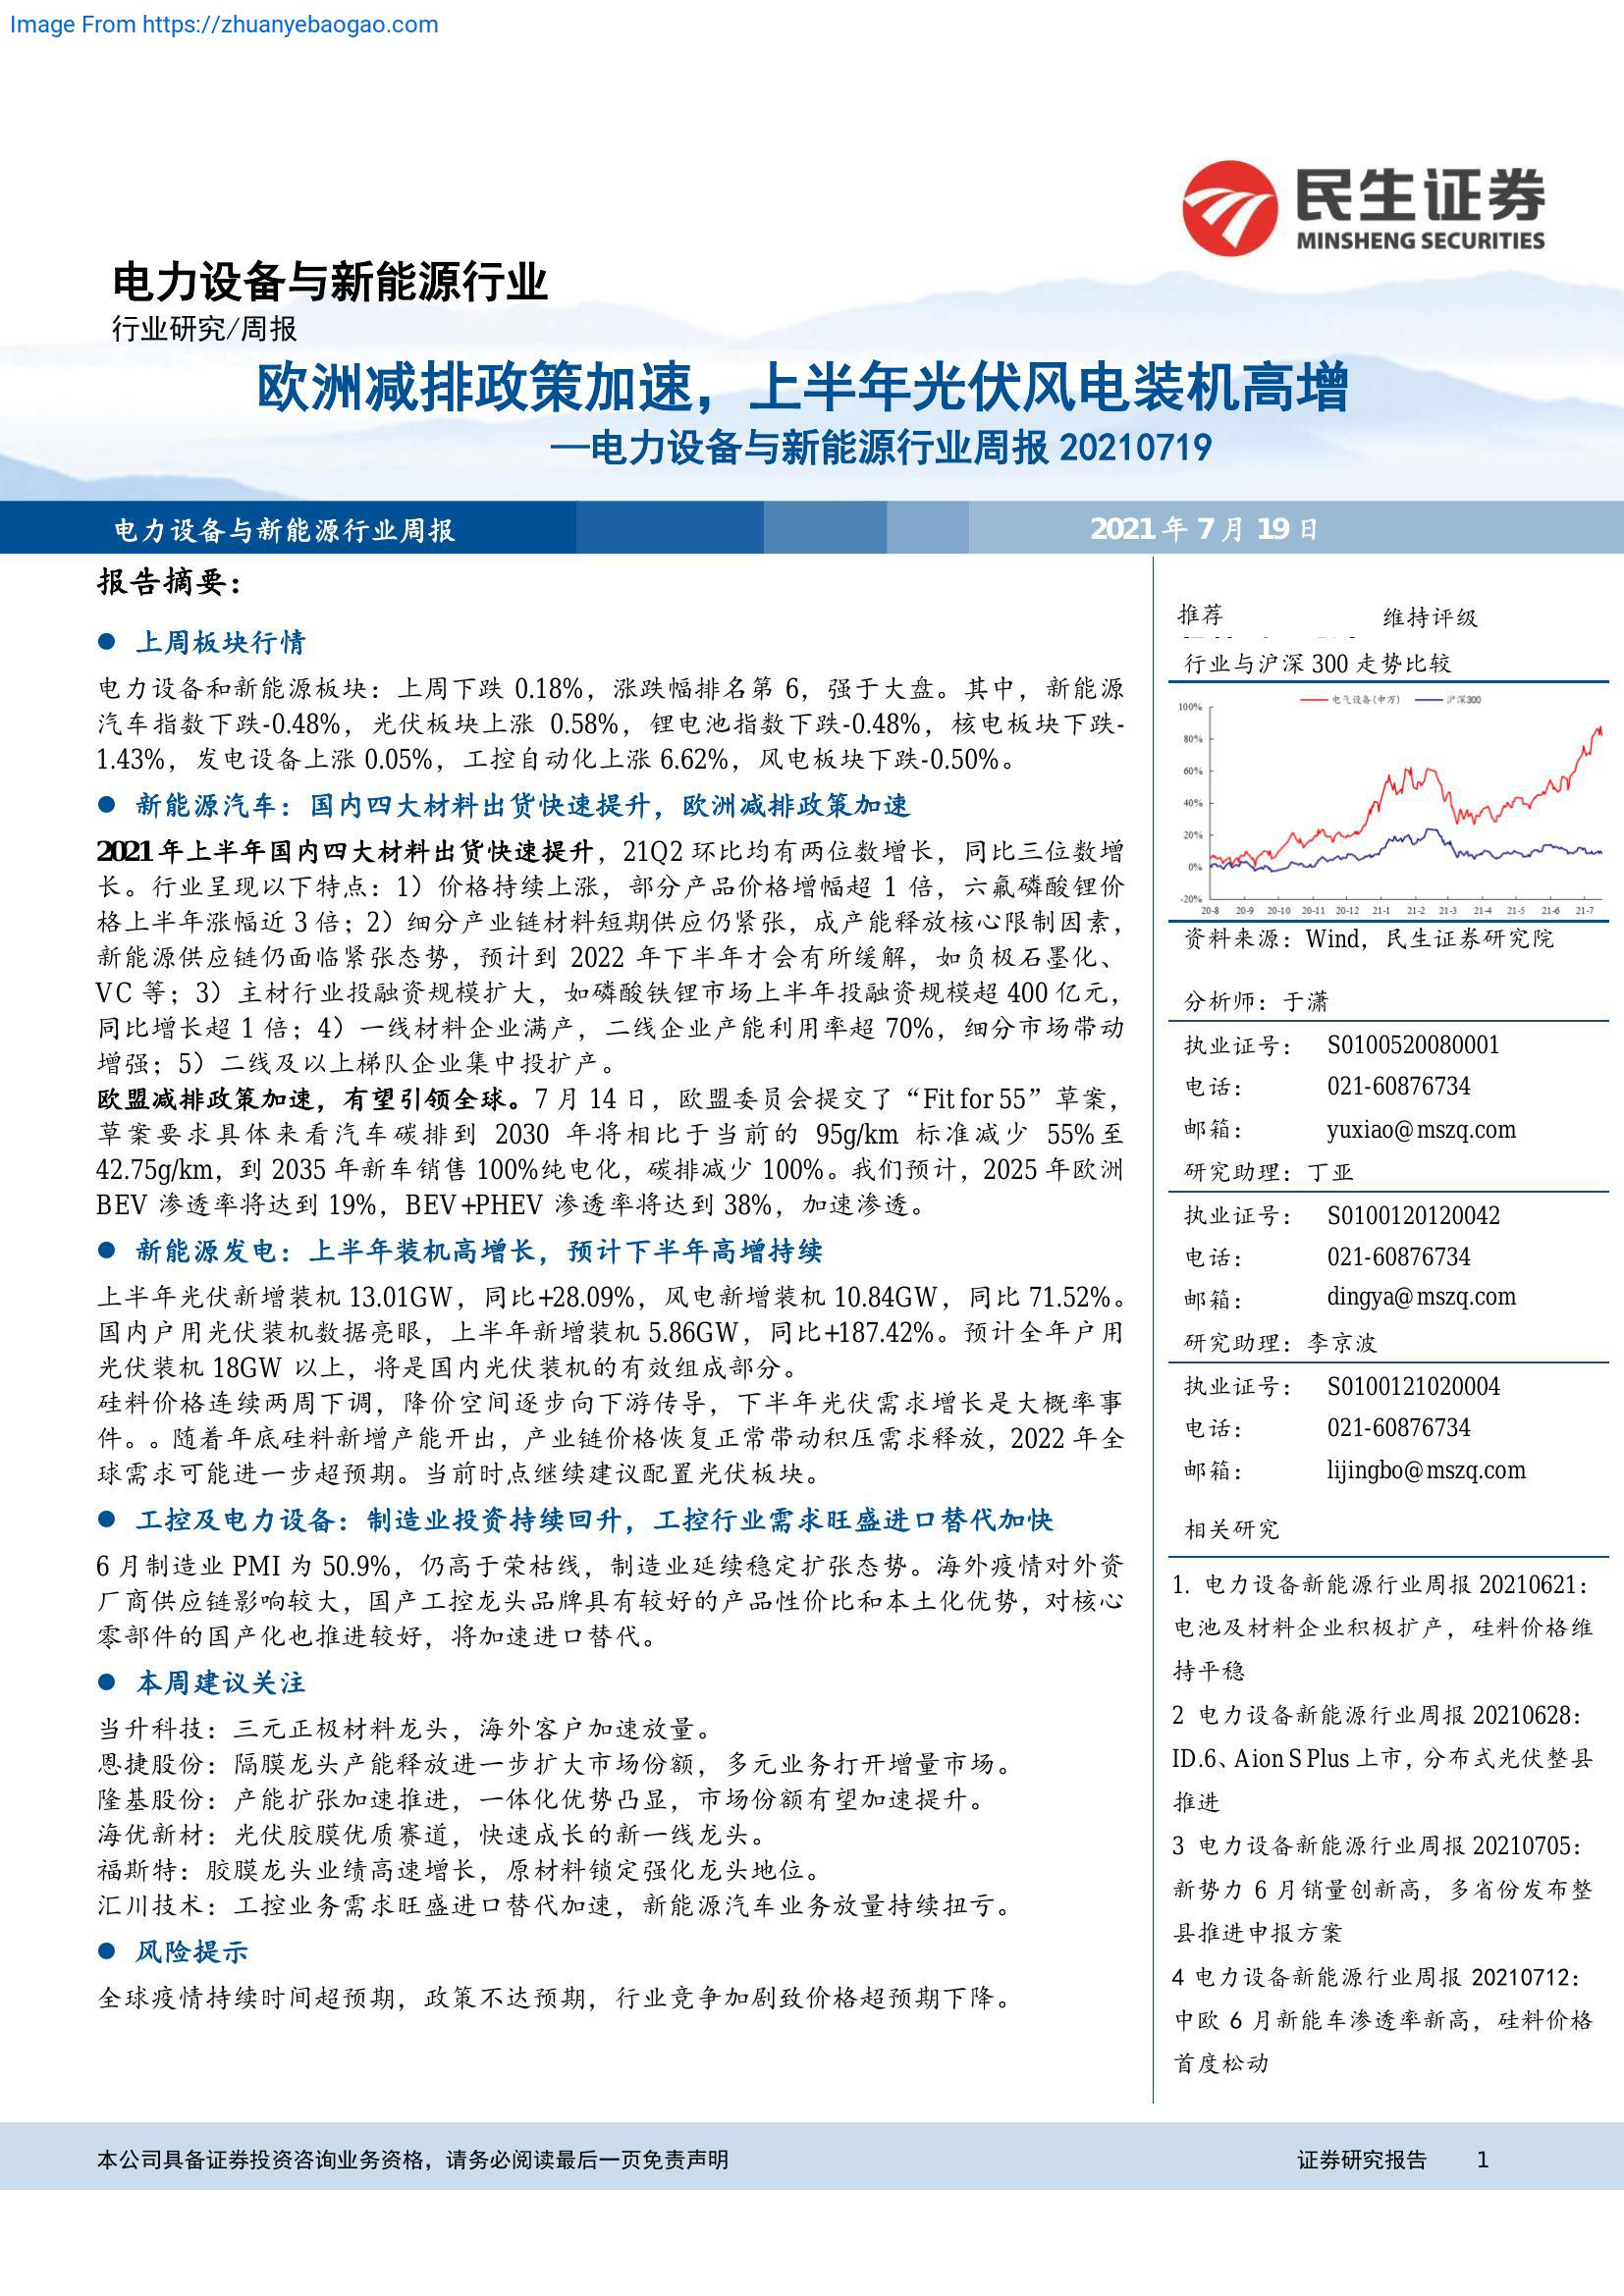 Image From https://zhuanyebaogao.com
民生证券
MINSHENG SECURITIES
电力设备与新能源行业
行业研究/周报
欧洲减排政策加速，上半年光伏风电装机高增
—电力设备与新能源行业周报 20210719
电力设备与新能源行业周报
2021 年 7 月 19 日
报告摘要：
● 上周板块行情
电力设备和新能源板块：上周下跌 0.18%，涨跌幅排名第 6，强于大盘。其中，新能源
汽车指数下跌-0.48%，光伏板块上涨 0.58%，锂电池指数下跌-0.48%，核电板块下跌-
1.43%，发电设备上涨 0.05%，工控自动化上涨 6.62%，风电板块下跌-0.50%。
● 新能源汽车：国内四大材料出货快速提升，欧洲减排政策加速
2021 年上半年国内四大材料出货快速提升，21Q2 环比均有两位数增长，同比三位数增
长。行业呈现以下特点：1）价格持续上涨，部分产品价格增幅超 1 倍，六氟磷酸锂价
格上半年涨幅近 3 倍；2）细分产业链材料短期供应仍紧张，成产能释放核心限制因素，
新能源供应链仍面临紧张态势，预计到 2022 年下半年才会有所缓解，如负极石墨化、
VC 等；3）主材行业投融资规模扩大，如磷酸铁锂市场上半年投融资规模超 400 亿元，
同比增长超 1 倍；4）一线材料企业满产，二线企业产能利用率超 70%，细分市场带动
增强；5）二线及以上梯队企业集中投扩产。
欧盟减排政策加速，有望引领全球。7 月 14 日，欧盟委员会提交了“Fit for 55”草案，
草案要求具体来看汽车碳排到 2030 年将相比于当前的 95g/km 标准减少 55%至
42.75g/km，到 2035 年新车销售 100%纯电化，碳排减少 100%。我们预计，2025 年欧洲
BEV 渗透率将达到 19%，BEV+PHEV 渗透率将达到 38%，加速渗透。
● 新能源发电：上半年装机高增长，预计下半年高增持续
上半年光伏新增装机 13.01GW，同比+28.09%，风电新增装机 10.84GW，同比 71.52%。
国内户用光伏装机数据亮眼，上半年新增装机 5.86GW，同比+187.42%。预计全年户用
光伏装机 18GW 以上，将是国内光伏装机的有效组成部分。
硅料价格连续两周下调，降价空间逐步向下游传导，下半年光伏需求增长是大概率事
件。。随着年底硅料新增产能开出，产业链价格恢复正常带动积压需求释放，2022 年全
球需求可能进一步超预期。当前时点继续建议配置光伏板块。
● 工控及电力设备：制造业投资持续回升，工控行业需求旺盛进口替代加快
6 月制造业 PMI 为 50.9%，仍高于荣枯线，制造业延续稳定扩张态势。海外疫情对外资
厂商供应链影响较大，国产工控龙头品牌具有较好的产品性价比和本土化优势，对核心
零部件的国产化也推进较好，将加速进口替代。
● 本周建议关注
当升科技：三元正极材料龙头，海外客户加速放量。
恩捷股份：隔膜龙头产能释放进一步扩大市场份额，多元业务打开增量市场。
隆基股份：产能扩张加速推进，一体化优势凸显，市场份额有望加速提升。
海优新材：光伏胶膜优质赛道，快速成长的新一线龙头。
福斯特：胶膜龙头业绩高速增长，原材料锁定强化龙头地位。
汇川技术：工控业务需求旺盛进口替代加速，新能源汽车业务放量持续扭亏。
● 风险提示
全球疫情持续时间超预期，政策不达预期，行业竞争加剧致价格超预期下降。
推荐 维持评级
行业与沪深 300 走势比较
电气设备(申万) 沪深300
100%
80%
60%
40%
20%
0%
-20%
20-8 20-9 20-10 20-11 20-12 21-1 21-2 21-3 21-4 21-5 21-6 21-7
资料来源：Wind，民生证券研究院
分析师：于潇
执业证号： S0100520080001
电话： 021-60876734
邮箱： yuxiao@mszq.com
研究助理：丁亚
执业证号： S0100120120042
电话： 021-60876734
邮箱： dingya@mszq.com
研究助理：李京波
执业证号： S0100121020004
电话： 021-60876734
邮箱： lijingbo@mszq.com
相关研究
1. 电力设备新能源行业周报 20210621：
电池及材料企业积极扩产，硅料价格维
持平稳
2 电力设备新能源行业周报 20210628：
ID.6、Aion S Plus 上市，分布式光伏整县
推进
3 电力设备新能源行业周报 20210705：
新势力 6 月销量创新高，多省份发布整
县推进申报方案
4 电力设备新能源行业周报 20210712：
中欧 6 月新能车渗透率新高，硅料价格
首度松动
本公司具备证券投资咨询业务资格，请务必阅读最后一页免责声明
证券研究报告 1